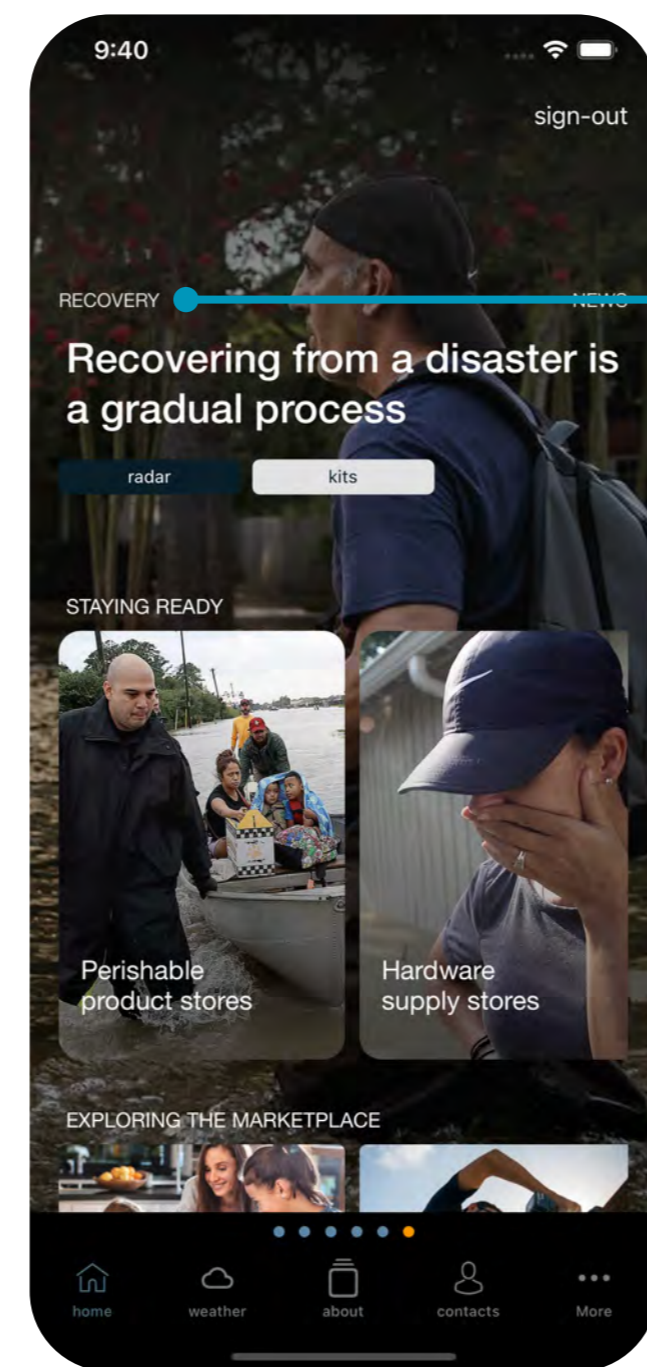 9:40
sign-out
RECOVERY NEWS
Recovering from a disaster is
a gradual process
radar kits
STAYING READY
Perishable
product stores
Hardware
supply stores
EXPLORING THE MARKETPLACE
home weather about contacts More